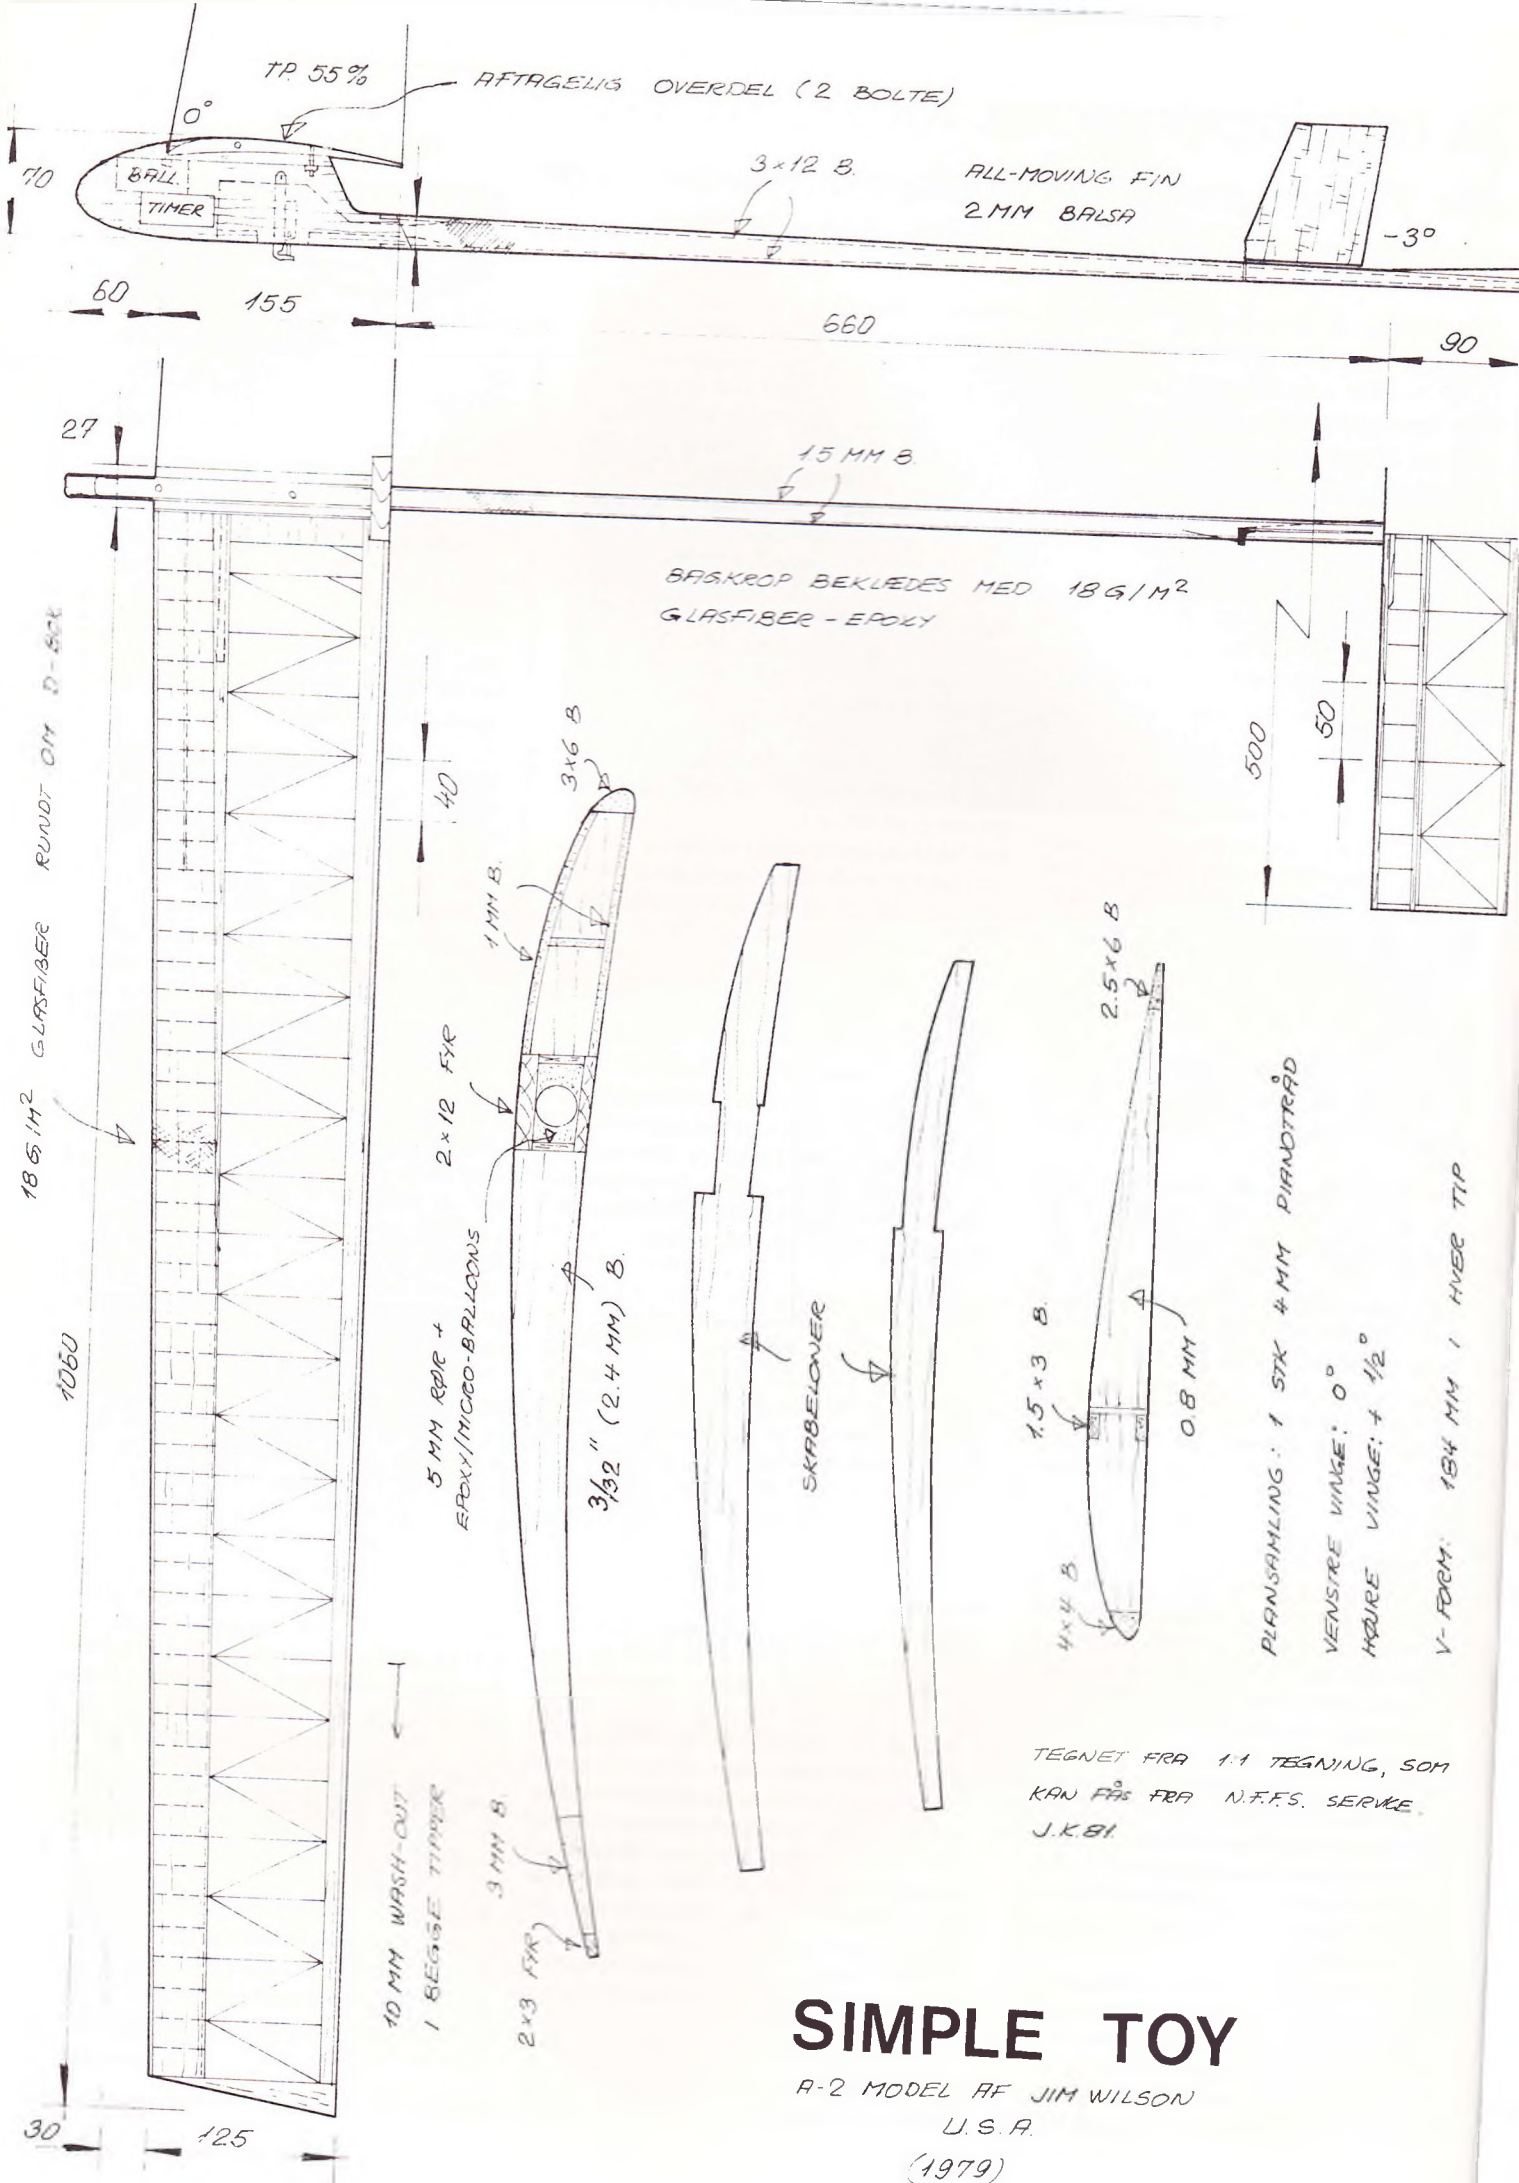 TP. 55%
AFTAGELIG OVERDEL (2 BOLTE)
0°
70
BALL.
TIMER
3×12 B.
ALL-MOVING FIN
2 MM BALSA
-3°
60
155
660
90
27
1.5 MM B.
BAGKROP BEKLÆDES MED 18 G/M²
GLASFIBER - EPOXY
18 G/M² GLASFIBER RUNDT OM D-BOX
40
500
50
1060
3×6 B
1 MM B.
2×12 FYR
5 MM RØR +
EPOXY/MICRO-BALLOONS
3/32" (2.4 MM) B.
SKABELONER
2.5×6 B
1.5×3 B.
0.8 MM
4×4 B.
PLANSAMLING: 1 STK 4 MM PIANOTRÅD
VENSTRE VINGE: 0°
HØJRE VINGE: + 1/2°
V-FORM: 184 MM I HVER TIP
10 MM WASH-OUT
I BEGGE TIPPER
3 MM B.
2×3 FYR
TEGNET FRA 1:1 TEGNING, SOM
KAN FÅS FRA N.F.F.S. SERVICE.
J.K.81.
30
125
SIMPLE TOY
A-2 MODEL AF JIM WILSON
U.S.A.
(1979)